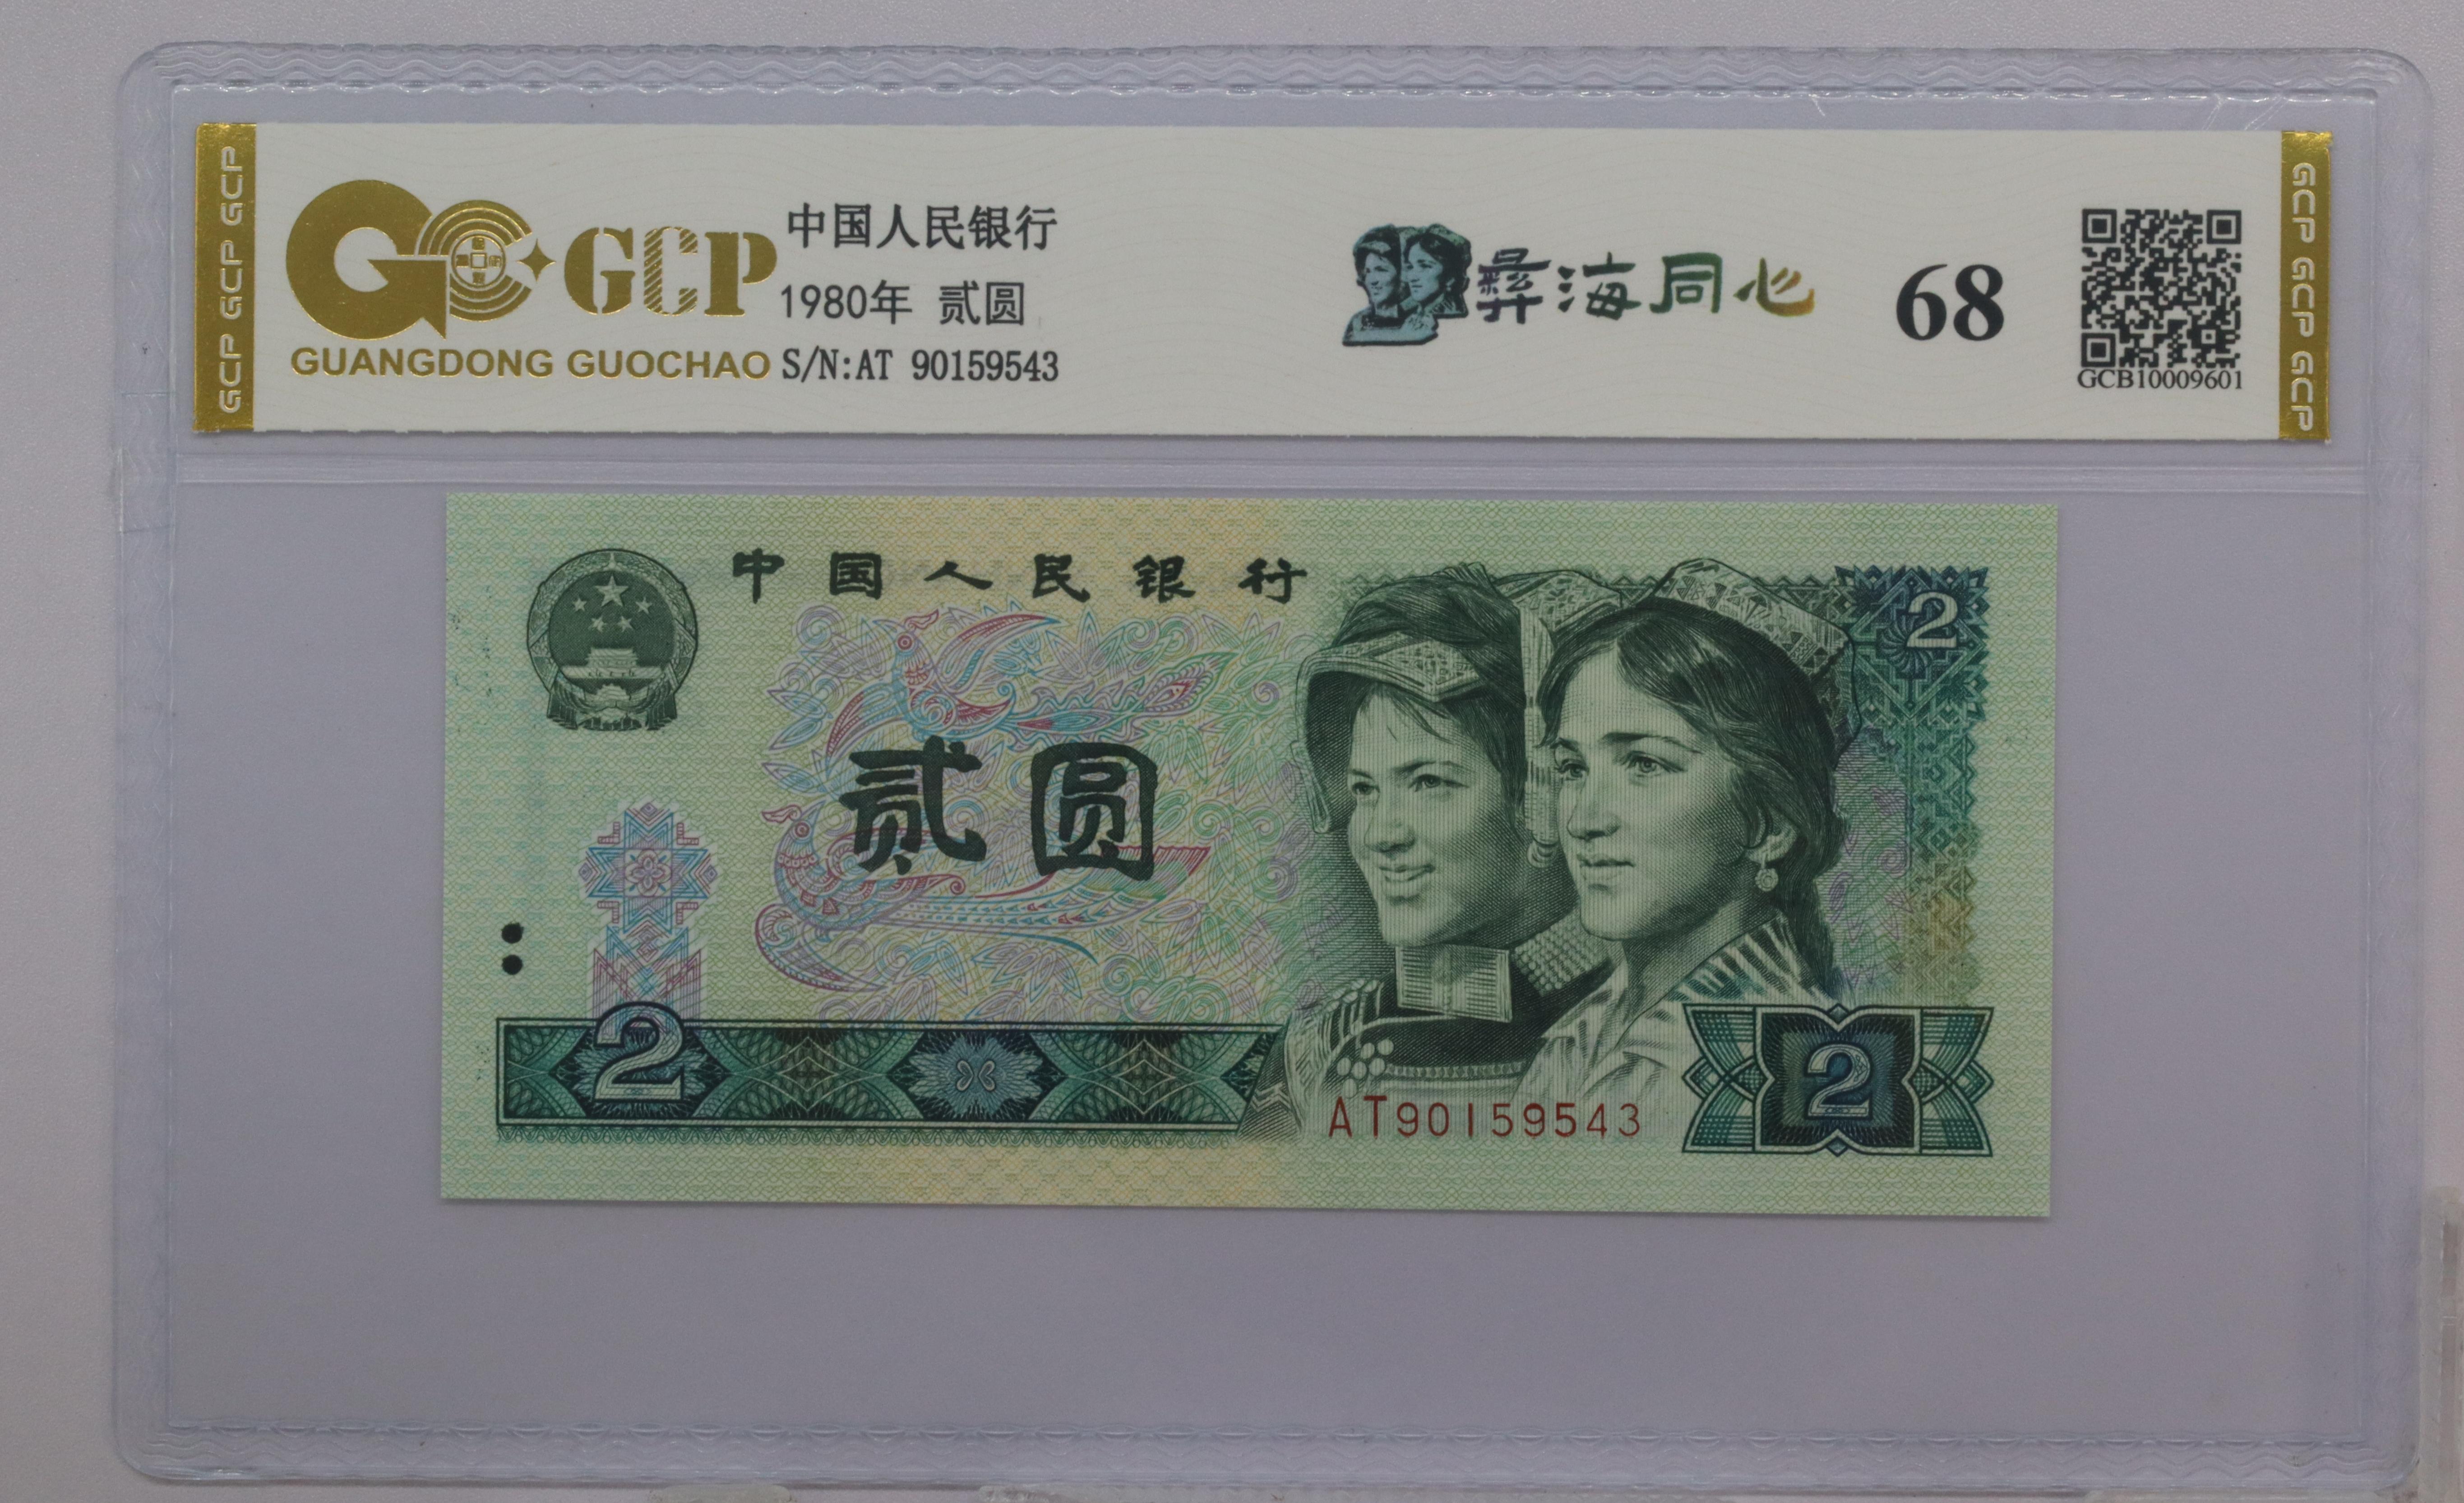 GCP GCP GCP
GCP
GUANGDONG GUOCHAO
中国人民银行
1980年 贰圆
S/N:AT 90159543
彝海同心
68
GCB10009601
GCP GCP GCP
中国人民银行
2
贰圆
2
AT90159543
2